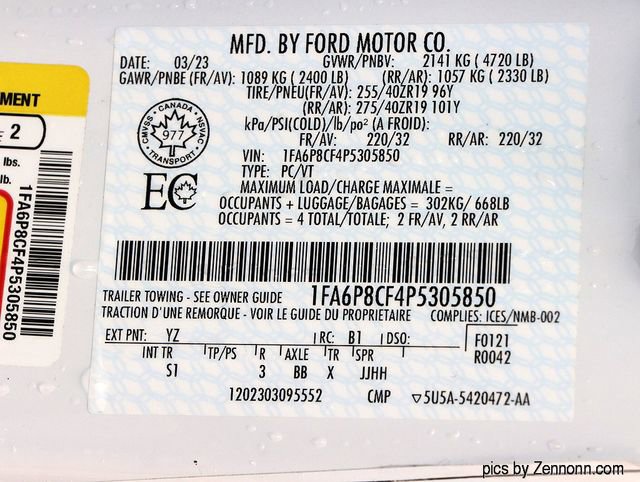 MFD. BY FORD MOTOR CO.
DATE: 03/23 GVWR/PNBV: 2141 KG ( 4720 LB)
GAWR/PNBE (FR/AV): 1089 KG ( 2400 LB) (RR/AR): 1057 KG ( 2330 LB)
TIRE/PNEU(FR/AV): 255/40ZR19 96Y
(RR/AR): 275/40ZR19 101Y
kPa/PSI(COLD)/lb/po² (A FROID):
FR/AV: 220/32 RR/AR: 220/32
VIN: 1FA6P8CF4P5305850
TYPE: PC/VT
MAXIMUM LOAD/CHARGE MAXIMALE =
OCCUPANTS + LUGGAGE/BAGAGES = 302KG/ 668LB
OCCUPANTS = 4 TOTAL/TOTALE; 2 FR/AV, 2 RR/AR
CANADA
CMVSS
NSVAC
977
TRANSPORT
EC
TRAILER TOWING - SEE OWNER GUIDE 1FA6P8CF4P5305850
TRACTION D'UNE REMORQUE - VOIR LE GUIDE DU PROPRIETAIRE COMPLIES: ICES/NMB-002
EXT PNT: YZ RC: B1 DSO: F0121
R0042
INT TR TP/PS R AXLE TR SPR
S1 3 BB X JJHH
1202303095552 CMP ▽5U5A-5420472-AA
MENT
2
lbs.
lb.
1FA6P8CF4P5305850
pics by Zennonn.com